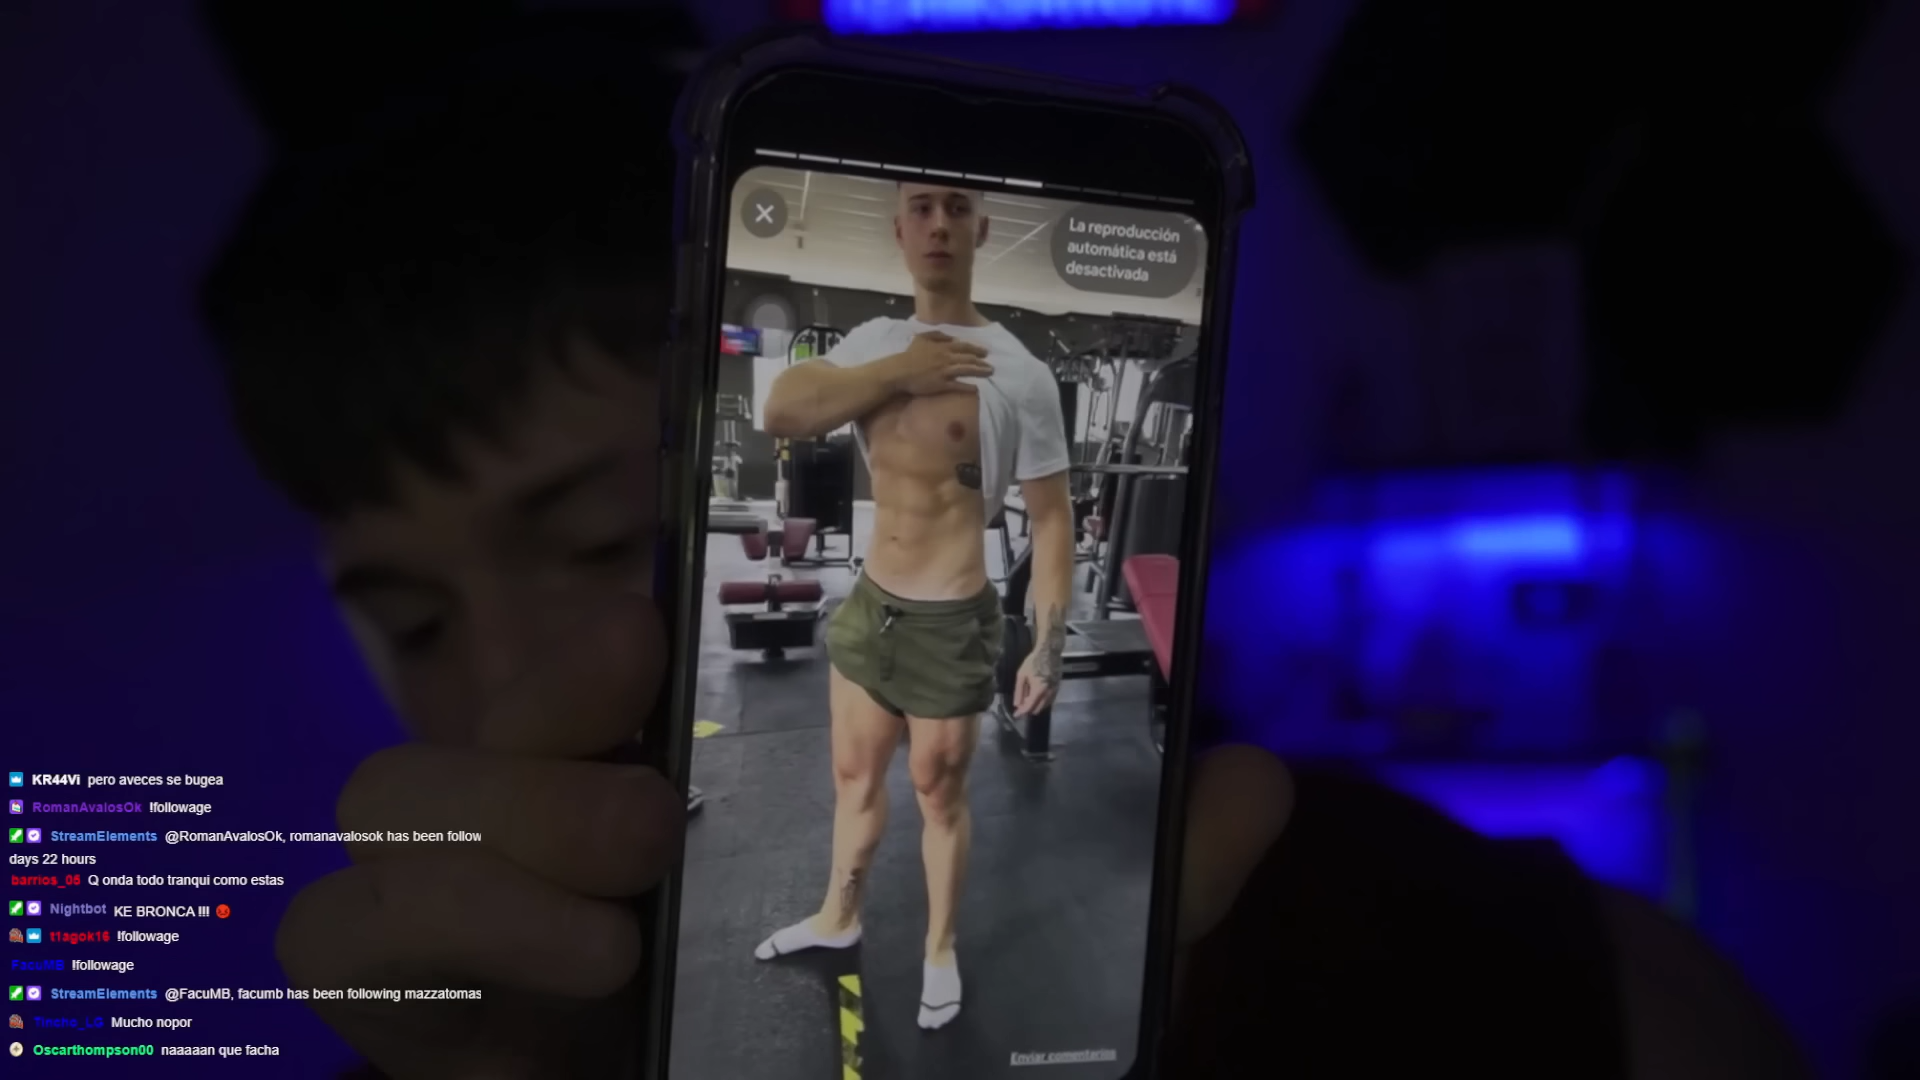 La reproducción
automática está
desactivada
Enviar comentarios
KR44Vi pero aveces se bugea
RomanAvalosOk !followage
StreamElements @RomanAvalosOk, romanavalosok has been follow
days 22 hours
barrios_05 Q onda todo tranqui como estas
Nightbot KE BRONCA !!!
t1agok16 !followage
FacuMB !followage
StreamElements @FacuMB, facumb has been following mazzatomas
Tincho_LG Mucho nopor
Oscarthompson00 naaaaan que facha